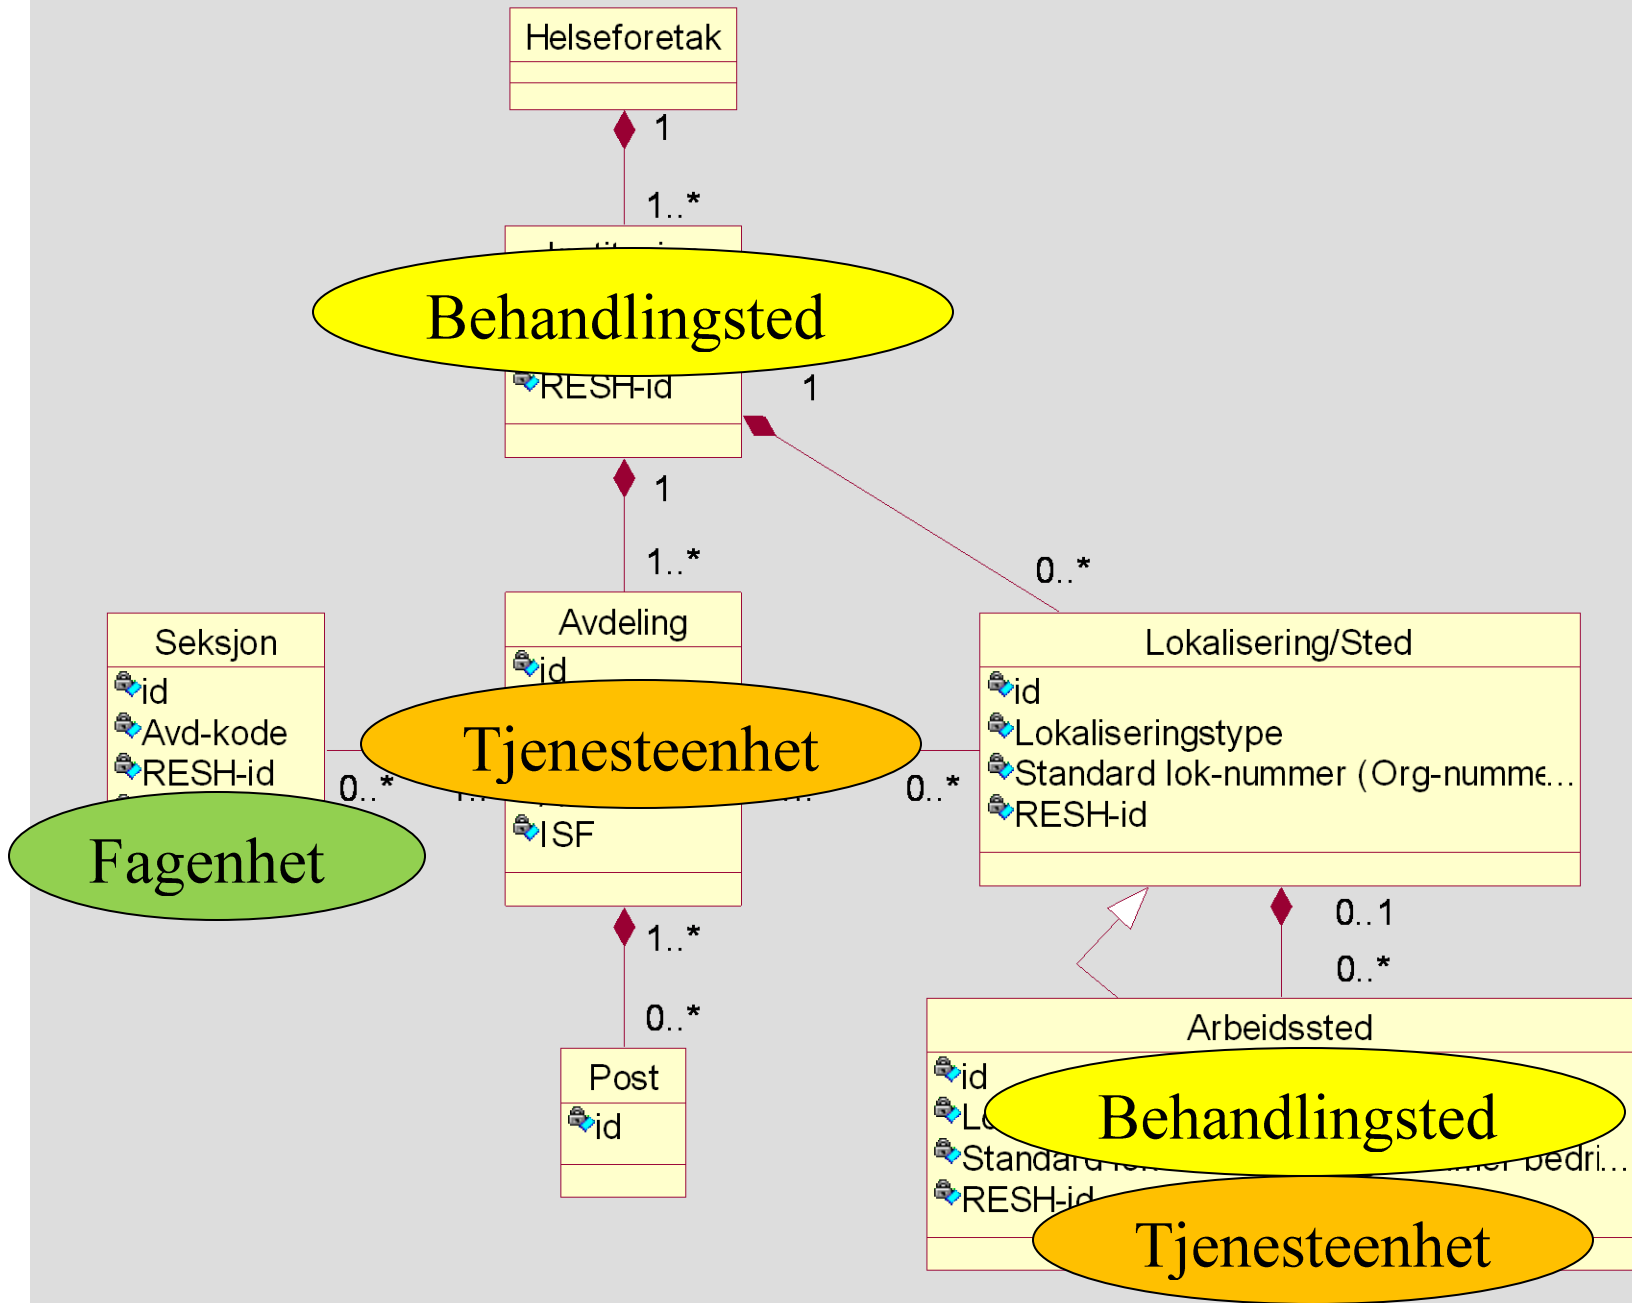 Helseforetak
1
1..*
Behandlingsted
RESH-id
1
1
1..*
0..*
Seksjon
id
Avd-kode
RESH-id
0..*
Fagenhet
Avdeling
id
Tjenesteenhet
ISF
0..*
Lokalisering/Sted
id
Lokaliseringstype
Standard lok-nummer (Org-numme...
RESH-id
1..*
0..*
0..1
0..*
Post
id
Arbeidssted
id
Behandlingsted
Standard
bedri...
RESH-id
Tjenesteenhet